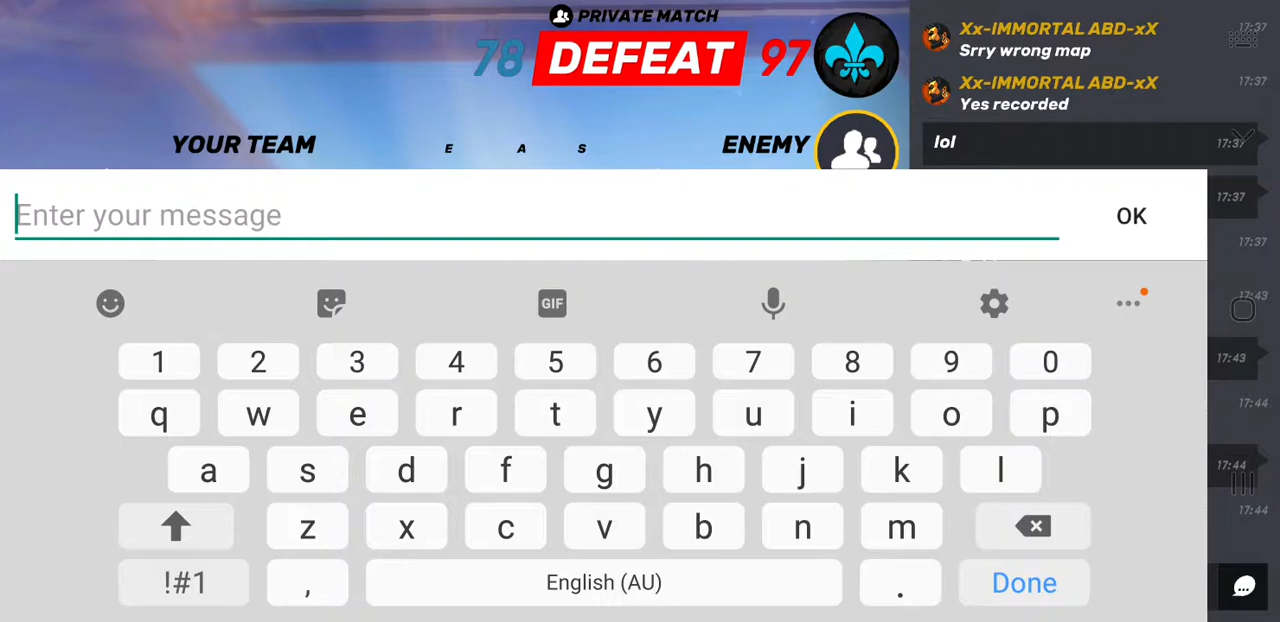 PRIVATE MATCH
78 DEFEAT 97
YOUR TEAM E A S ENEMY
Xx-IMMORTAL ABD-xX 17:37
Srry wrong map
Xx-IMMORTAL ABD-xX 17:37
Yes recorded
lol 17:37
17:37
17:37
17:43
17:43
17:44
17:44
17:44
Enter your message OK
GIF
1 2 3 4 5 6 7 8 9 0
q w e r t y u i o p
a s d f g h j k l
z x c v b n m
!#1 , English (AU) . Done